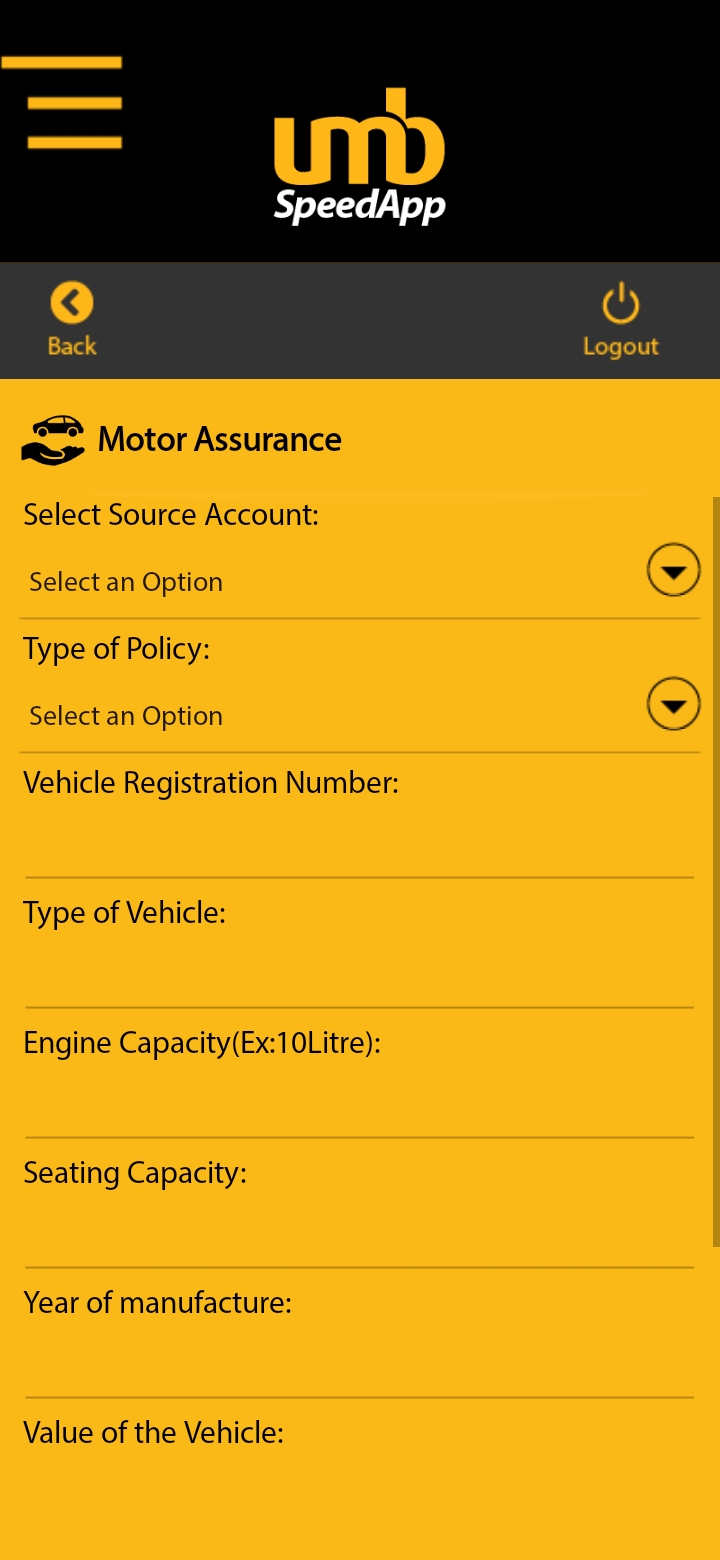 umb
SpeedApp
Back
Logout
Motor Assurance
Select Source Account:
Select an Option
Type of Policy:
Select an Option
Vehicle Registration Number:
Type of Vehicle:
Engine Capacity(Ex:10Litre):
Seating Capacity:
Year of manufacture:
Value of the Vehicle: